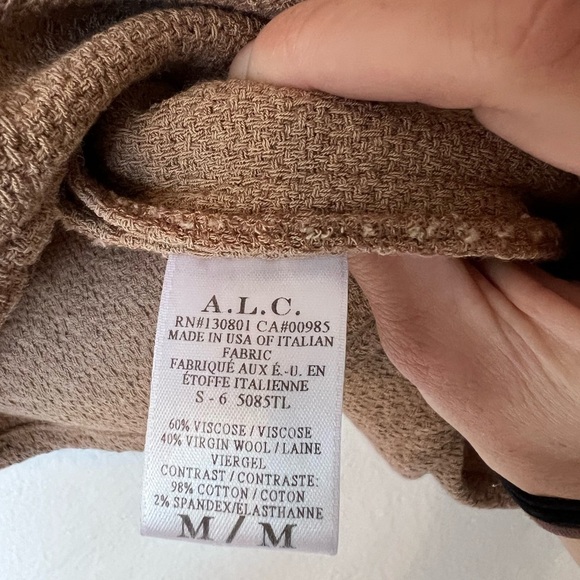 A.L.C.
RN#130801 CA#00985
MADE IN USA OF ITALIAN
FABRIC
FABRIQUÉ AUX É.-U. EN
ÉTOFFE ITALIENNE
S - 6 5085TL
60% VISCOSE / VISCOSE
40% VIRGIN WOOL / LAINE
VIERGEL
CONTRAST / CONTRASTE:
98% COTTON / COTON
2% SPANDEX/ELASTHANNE
M / M